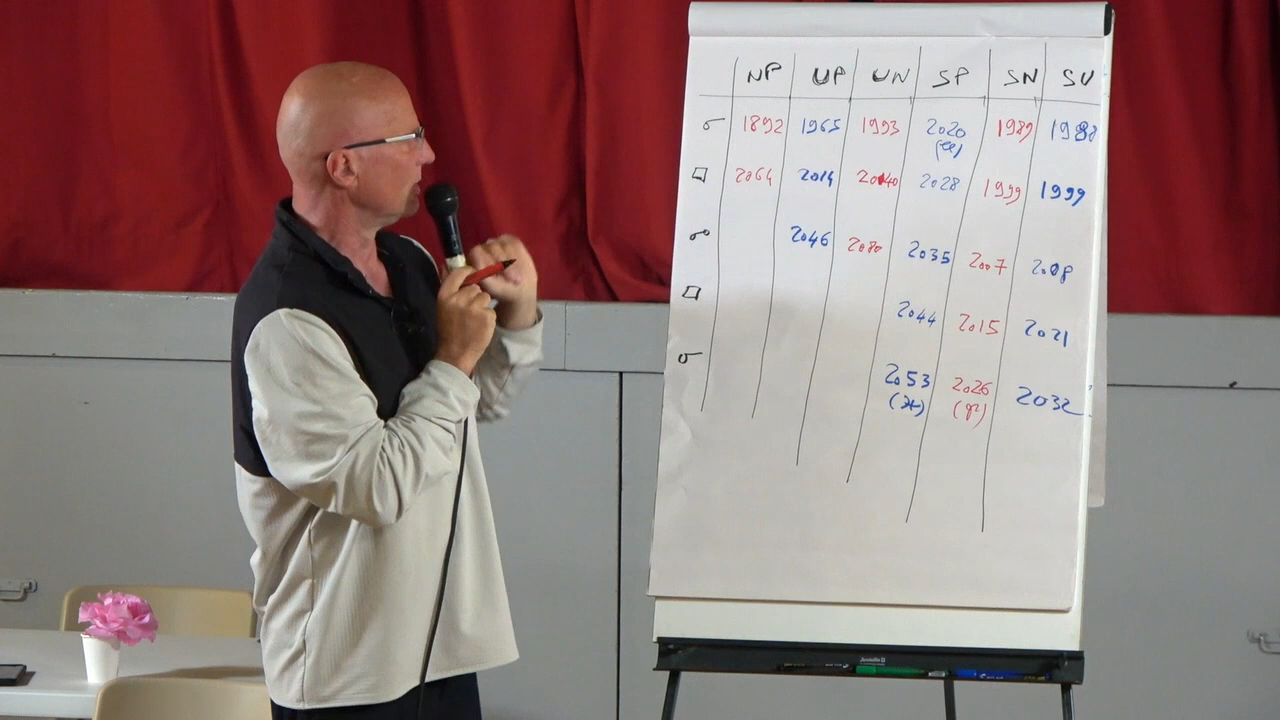 NP UP UN SP SN SU
☌ 1892 1965 1993 2020 1989 1988
□ 2064 2014 2040 2028 1999 1999
☍ 2046 2080 2035 2007 2008
□ 2044 2015 2021
☌ 2053 2026 2032
(♓) (♈)